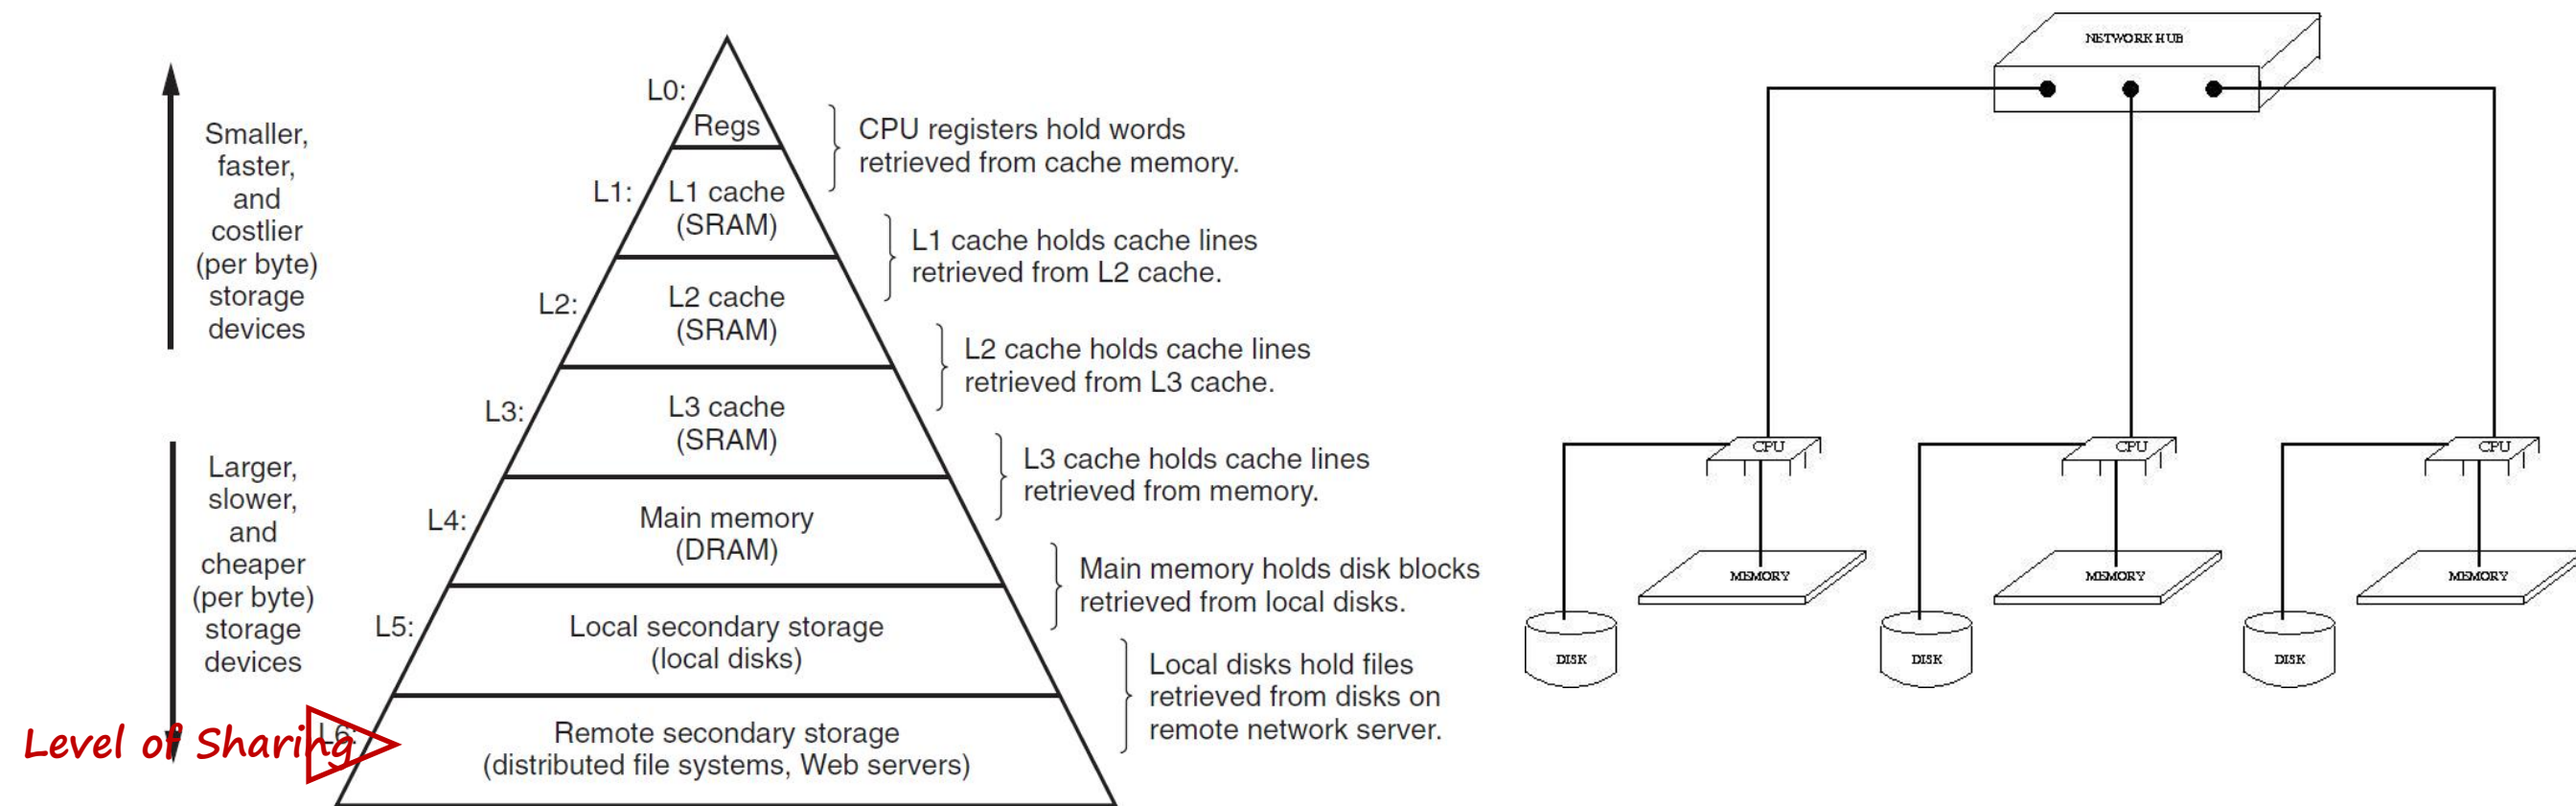 Smaller,
faster,
and
costlier
(per byte)
storage
devices
Larger,
slower,
and
cheaper
(per byte)
storage
devices
Level of Sharing
L0:
Regs
L1:
L1 cache
(SRAM)
L2:
L2 cache
(SRAM)
L3:
L3 cache
(SRAM)
L4:
Main memory
(DRAM)
L5:
Local secondary storage
(local disks)
L6:
Remote secondary storage
(distributed file systems, Web servers)
CPU registers hold words
retrieved from cache memory.
L1 cache holds cache lines
retrieved from L2 cache.
L2 cache holds cache lines
retrieved from L3 cache.
L3 cache holds cache lines
retrieved from memory.
Main memory holds disk blocks
retrieved from local disks.
Local disks hold files
retrieved from disks on
remote network server.
NETWORK HUB
CPU
CPU
CPU
MEMORY
MEMORY
MEMORY
DISK
DISK
DISK